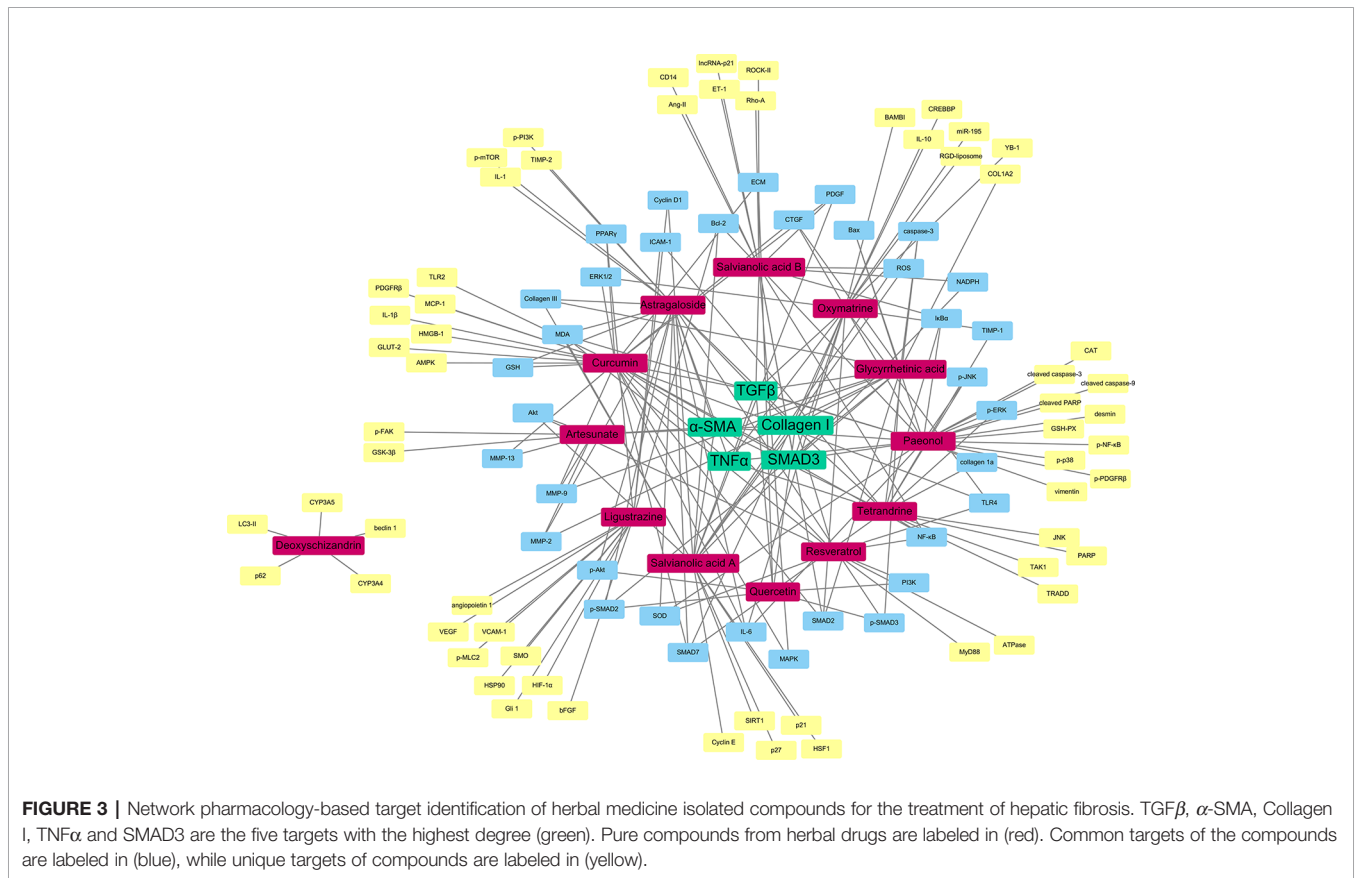 lncRNA-p21
ROCK-II
CD14
ET-1
Ang-II
Rho-A
CREBBP
BAMBI
miR-195
IL-10
YB-1
RGD-liposome
COL1A2
p-PI3K
p-mTOR
TIMP-2
IL-1
ECM
PDGF
Cyclin D1
Bcl-2
CTGF
Bax
caspase-3
PPARγ
ICAM-1
Salvianolic acid B
ROS
NADPH
ERK1/2
TLR2
PDGFRβ
MCP-1
Collagen III
Astragaloside
Oxymatrine
IκBα
TIMP-1
IL-1β
HMGB-1
MDA
GLUT-2
AMPK
GSH
Curcumin
Glycyrrhetinic acid
p-JNK
CAT
cleaved caspase-3
cleaved caspase-9
cleaved PARP
TGFβ
p-ERK
desmin
GSH-PX
Akt
α-SMA
Collagen I
p-FAK
GSK-3β
Artesunate
Paeonol
p-NF-κB
MMP-13
TNFα
SMAD3
collagen 1a
p-p38
p-PDGFRβ
vimentin
MMP-9
TLR4
CYP3A5
LC3-II
beclin 1
Deoxyschizandrin
p62
CYP3A4
Ligustrazine
Tetrandrine
MMP-2
NF-κB
JNK
PARP
Resveratrol
Salvianolic acid A
TAK1
TRADD
p-Akt
PI3K
Quercetin
angiopoietin 1
p-SMAD2
SOD
SMAD2
p-SMAD3
VEGF
VCAM-1
IL-6
p-MLC2
SMO
SMAD7
MAPK
MyD88
ATPase
HSP90
HIF-1α
Gli 1
bFGF
SIRT1
p21
Cyclin E
p27
HSF1
FIGURE 3 | Network pharmacology-based target identification of herbal medicine isolated compounds for the treatment of hepatic fibrosis. TGFβ, α-SMA, Collagen
I, TNFα and SMAD3 are the five targets with the highest degree (green). Pure compounds from herbal drugs are labeled in (red). Common targets of the compounds
are labeled in (blue), while unique targets of compounds are labeled in (yellow).